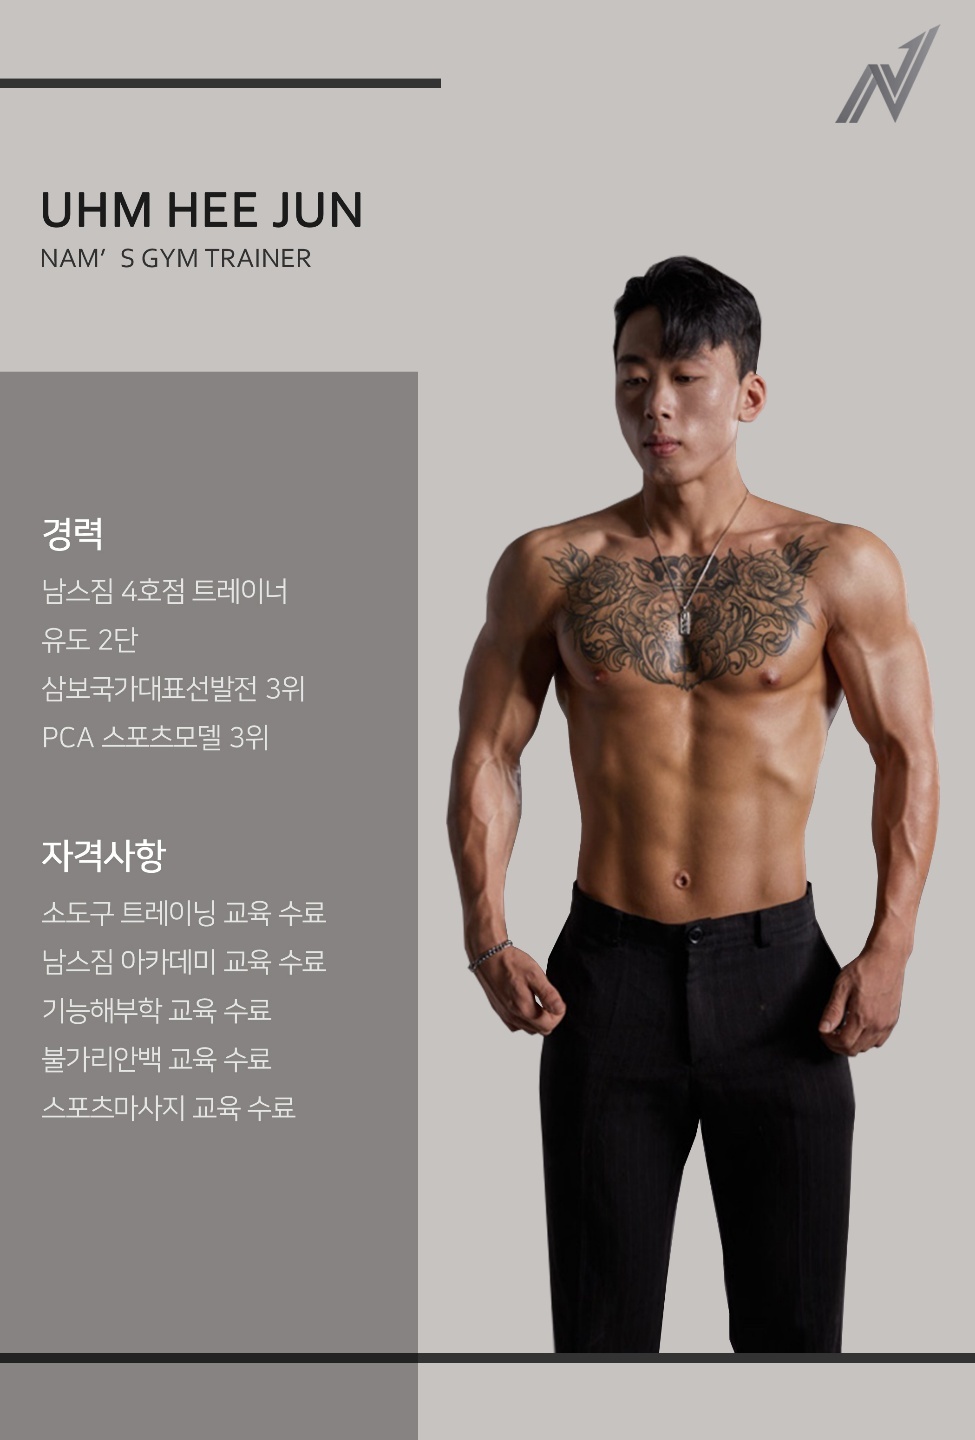 UHM HEE JUN
NAM’ S GYM TRAINER
경력
남스짐 4호점 트레이너
유도 2단
삼보국가대표선발전 3위
PCA 스포츠모델 3위
자격사항
소도구 트레이닝 교육 수료
남스짐 아카데미 교육 수료
기능해부학 교육 수료
불가리안백 교육 수료
스포츠마사지 교육 수료